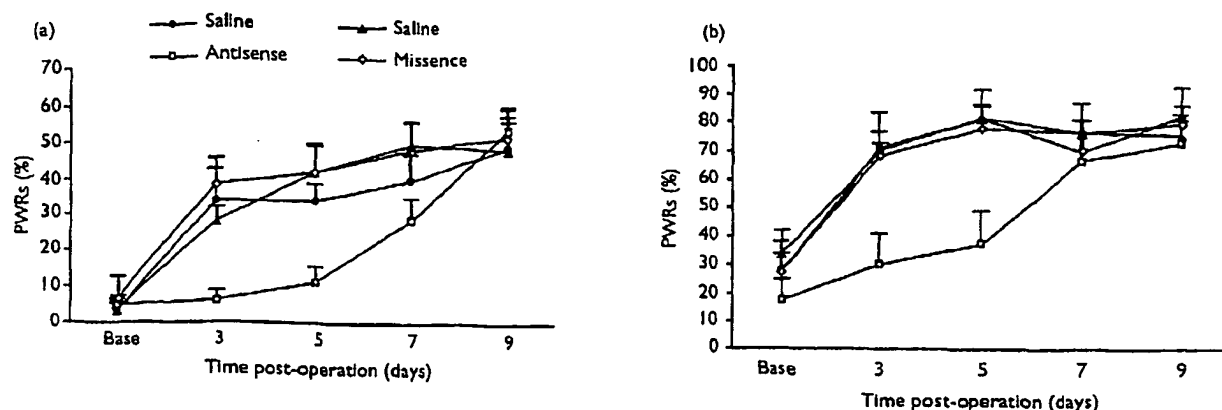 (a)
Saline
Saline
Antisense
Missence
70
60
50
40
30
20
10
0
PWRs (%)
Base
3
5
7
9
Time post-operation (days)
(b)
100
90
80
70
60
50
40
30
20
10
0
PWRs (%)
Base
3
5
7
9
Time post-operation (days)